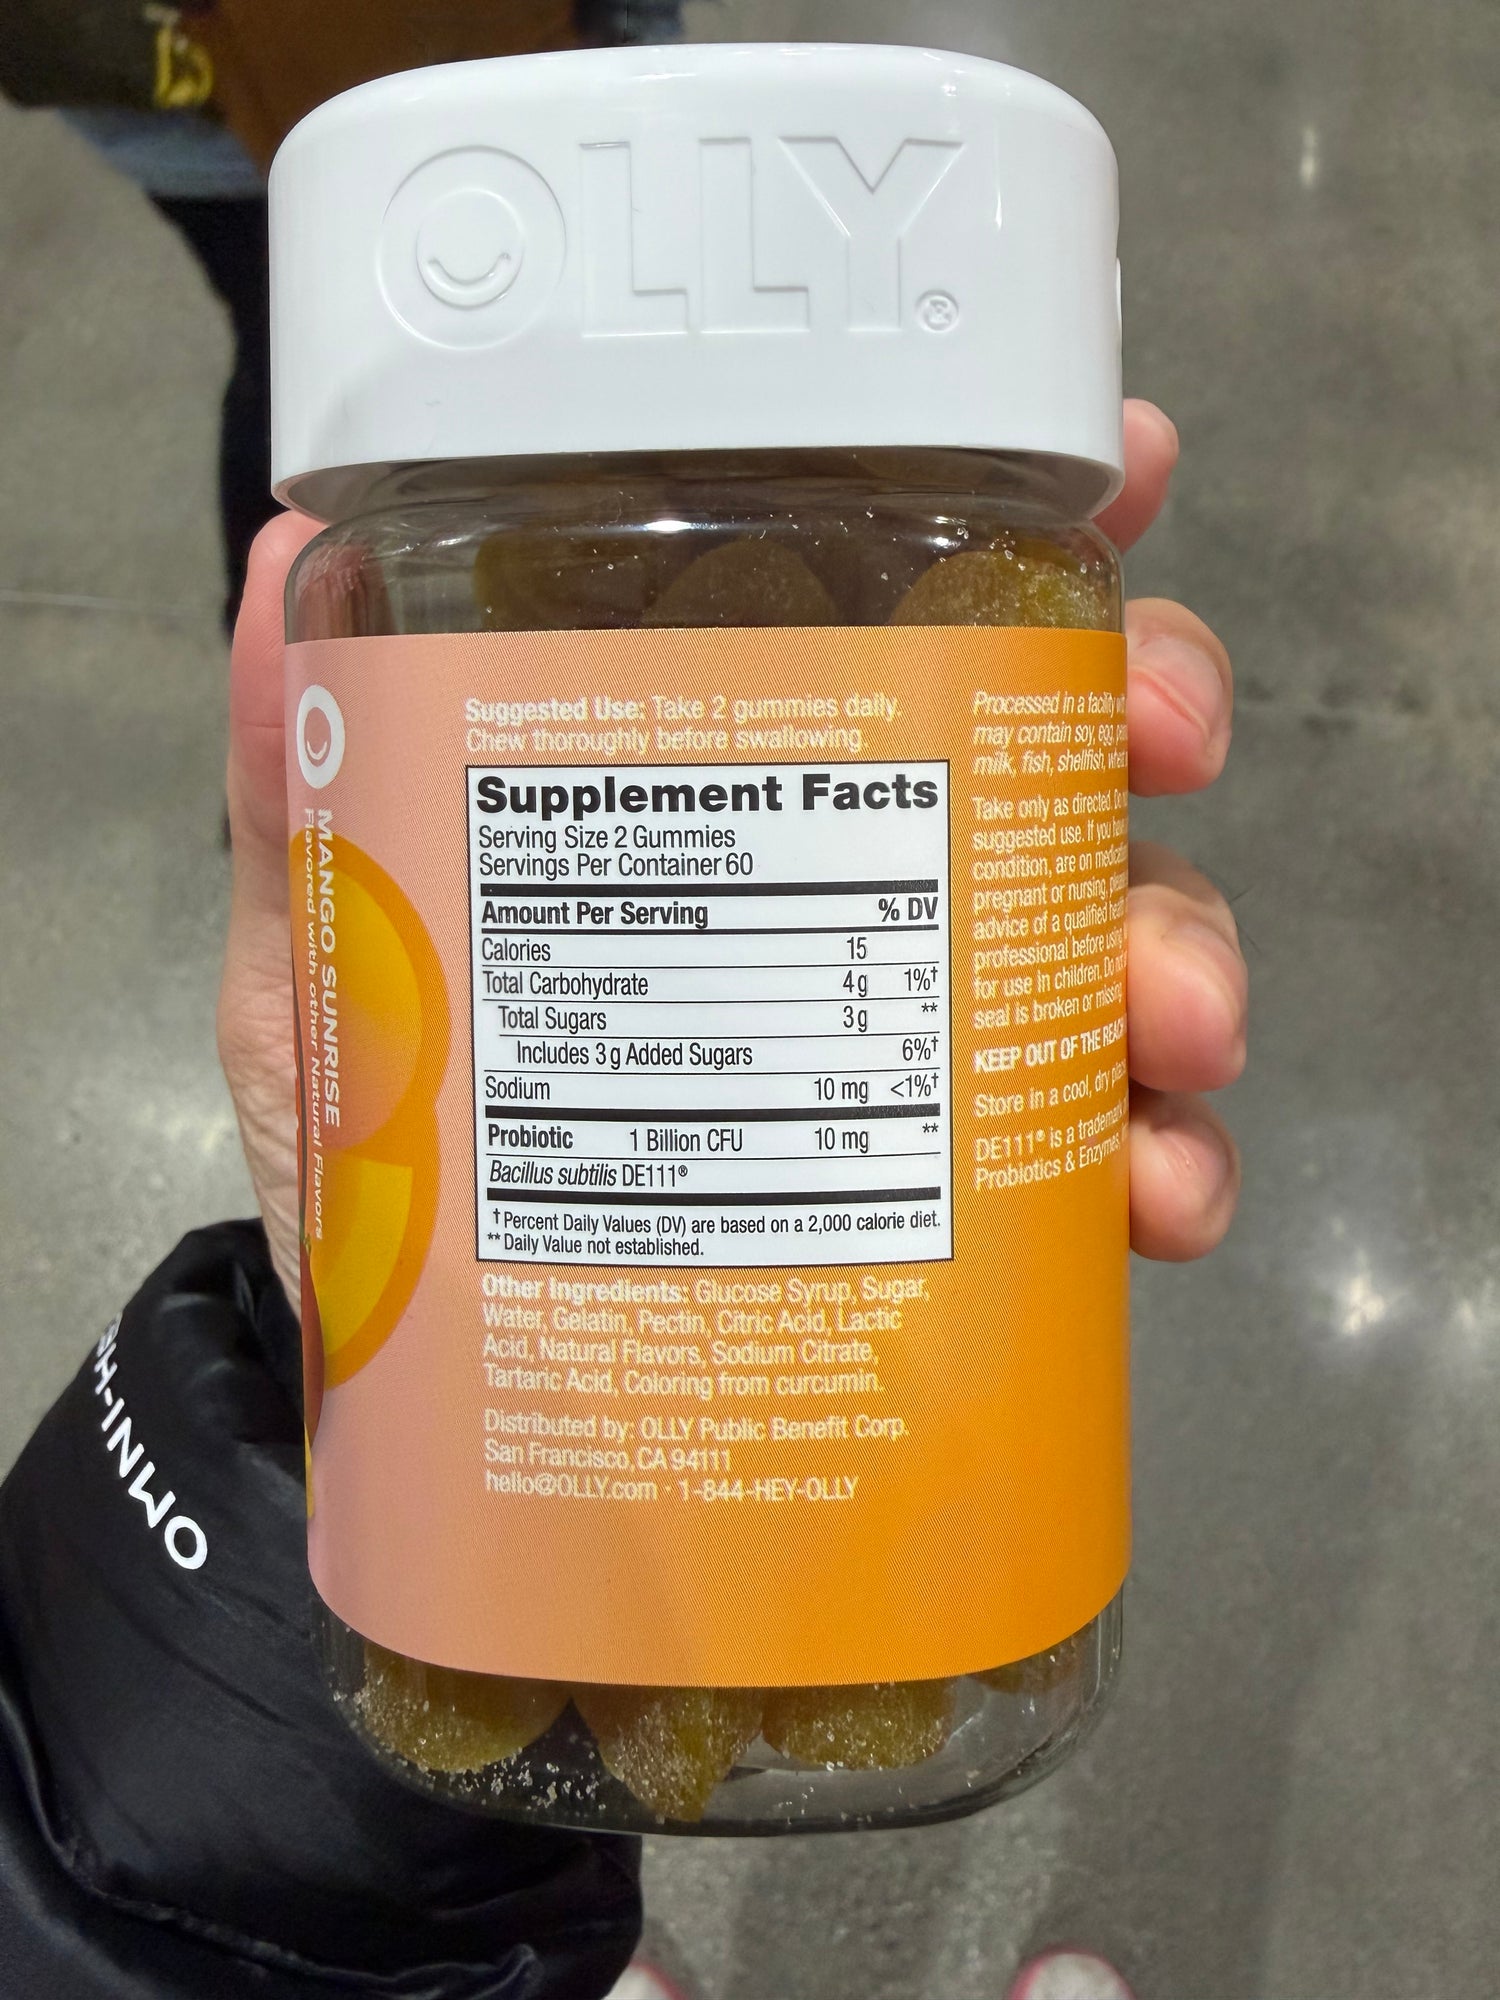 OLLY®
MANGO SUNRISE
Flavored with other Natural Flavors
Suggested Use: Take 2 gummies daily.
Chew thoroughly before swallowing.
Supplement Facts
Serving Size 2 Gummies
Servings Per Container 60
Amount Per Serving % DV
Calories 15
Total Carbohydrate 4 g 1%†
Total Sugars 3 g **
Includes 3 g Added Sugars 6%†
Sodium 10 mg <1%†
Probiotic 1 Billion CFU 10 mg **
Bacillus subtilis DE111®
† Percent Daily Values (DV) are based on a 2,000 calorie diet.
** Daily Value not established.
Other Ingredients: Glucose Syrup, Sugar,
Water, Gelatin, Pectin, Citric Acid, Lactic
Acid, Natural Flavors, Sodium Citrate,
Tartaric Acid, Coloring from curcumin.
Distributed by: OLLY Public Benefit Corp.
San Francisco, CA 94111
hello@OLLY.com · 1-844-HEY-OLLY
Processed in a facility
may contain soy, egg,
milk, fish, shellfish,
Take only as directed. Do
suggested use. If you have
condition, are on
pregnant or nursing,
advice of a qualified
professional before using.
for use in children. Do not
seal is broken or missing.
KEEP OUT OF THE REACH
Store in a cool, dry
DE111® is a trademark
Probiotics & Enzymes,
OMNI-H